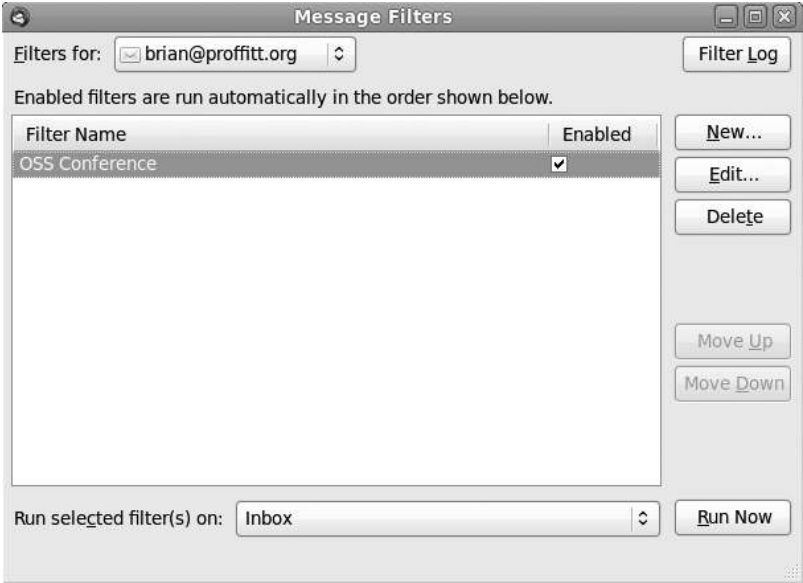 Message Filters
Filters for: brian@proffitt.org
Filter Log
Enabled filters are run automatically in the order shown below.
Filter Name Enabled
OSS Conference
New...
Edit...
Delete
Move Up
Move Down
Run selected filter(s) on: Inbox
Run Now